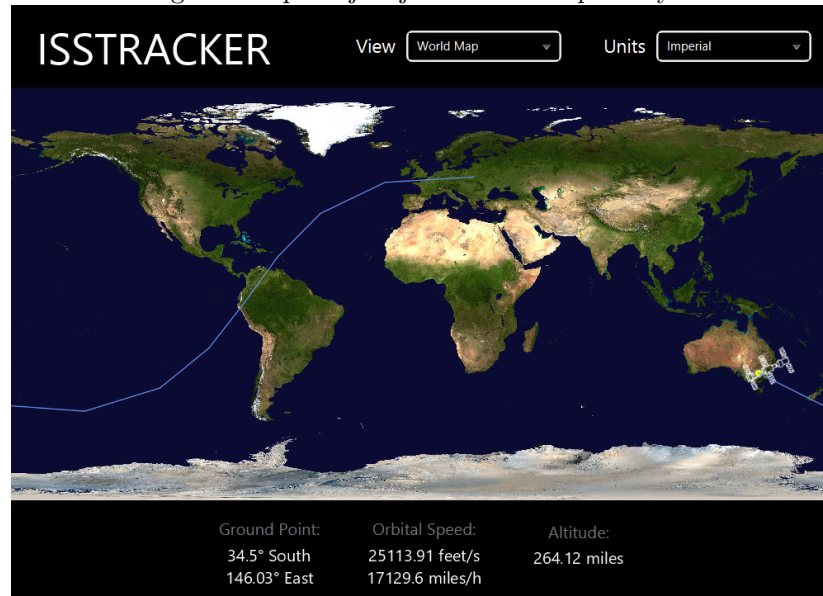 ISSTRACKER
View World Map
Units Imperial
Ground Point:
34.5° South
146.03° East
Orbital Speed:
25113.91 feet/s
17129.6 miles/h
Altitude:
264.12 miles